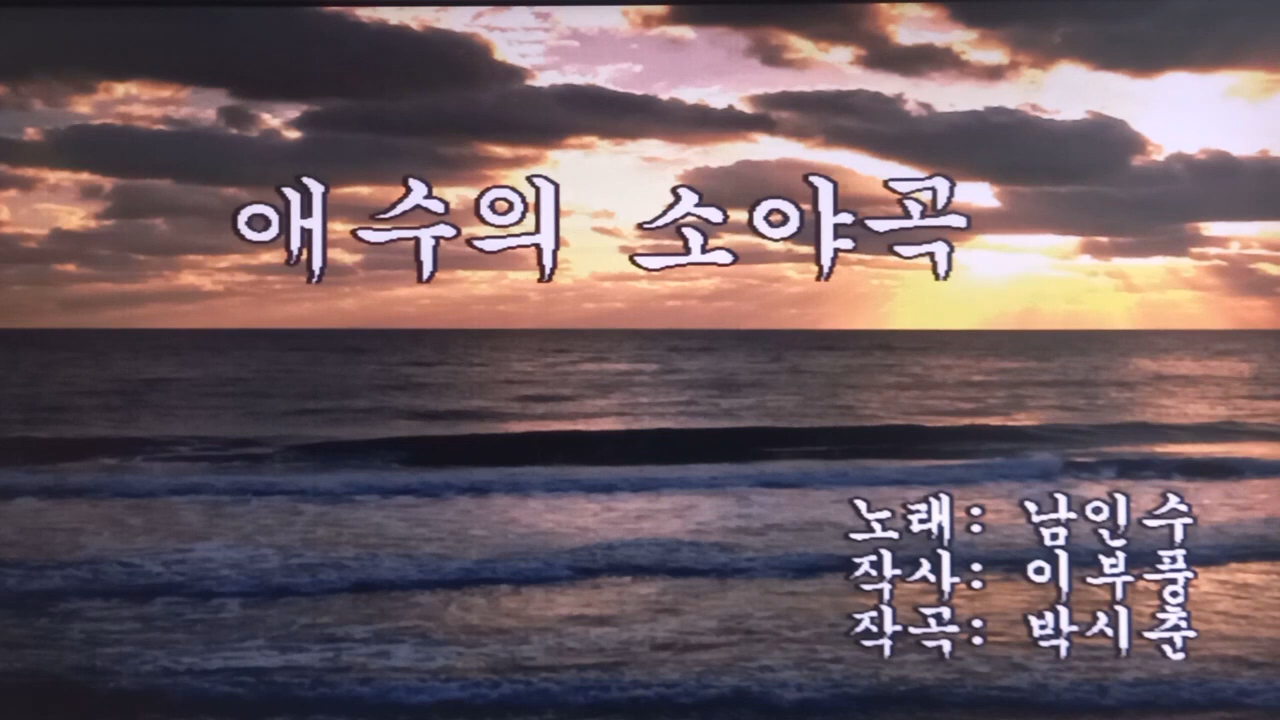 애수의 소야곡
노래: 남인수
작사: 이부풍
작곡: 박시춘